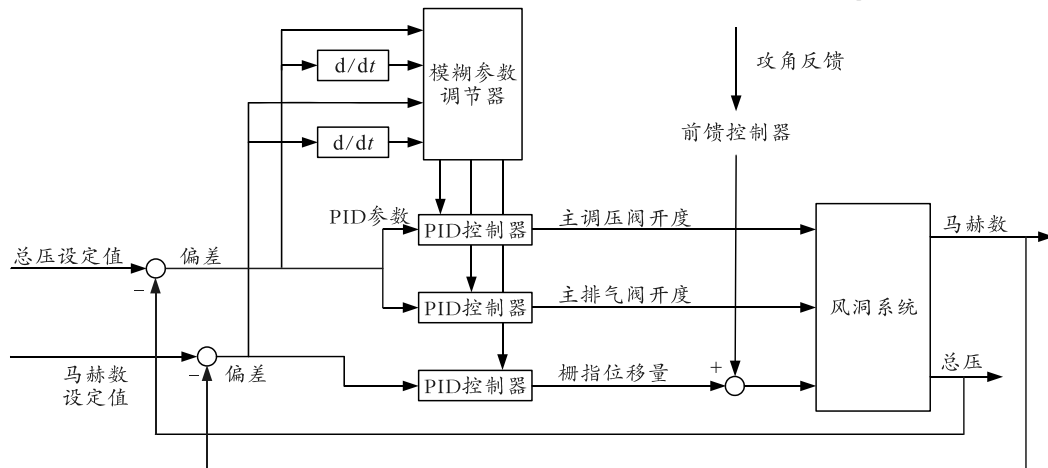 d/dt
模糊参数
调节器
d/dt
攻角反馈
前馈控制器
PID参数
PID控制器
主调压阀开度
马赫数
总压设定值
偏差
−
PID控制器
主排气阀开度
风洞系统
马赫数
设定值
−
偏差
PID控制器
栅指位移量
+
总压